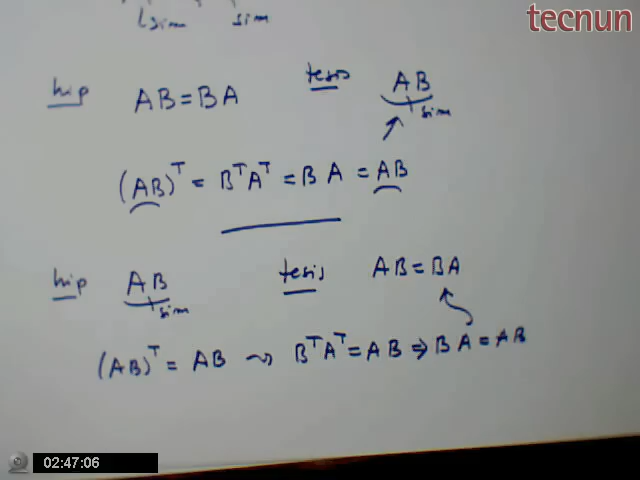 tecnun
sim sim
hip AB = BA tesis AB
sim
(AB)ᵀ = BᵀAᵀ = BA = AB
hip AB tesis AB = BA
sim
(AB)ᵀ = AB ⇝ BᵀAᵀ = AB ⇒ BA = AB
02:47:06